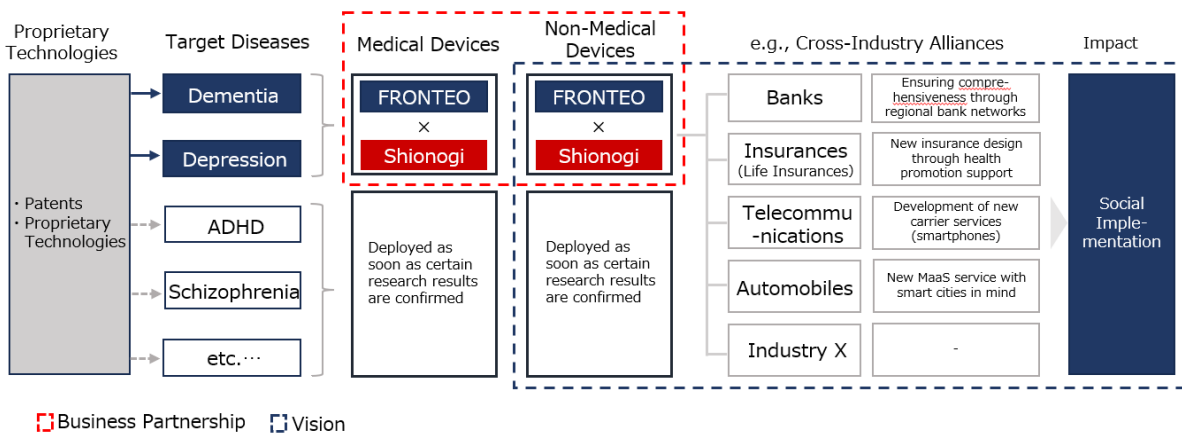 Proprietary
Technologies
Target Diseases
Medical Devices
Non-Medical
Devices
e.g., Cross-Industry Alliances
Impact
・Patents
・Proprietary
Technologies
Dementia
Depression
ADHD
Schizophrenia
etc.…
FRONTEO
×
Shionogi
Deployed as
soon as certain
research results
are confirmed
FRONTEO
×
Shionogi
Deployed as
soon as certain
research results
are confirmed
Banks
Ensuring compre-
hensiveness through
regional bank networks
Insurances
(Life Insurances)
New insurance design
through health
promotion support
Telecommu
-nications
Development of new
carrier services
(smartphones)
Automobiles
New MaaS service with
smart cities in mind
Industry X
-
Social
Imple-
mentation
Business Partnership
Vision